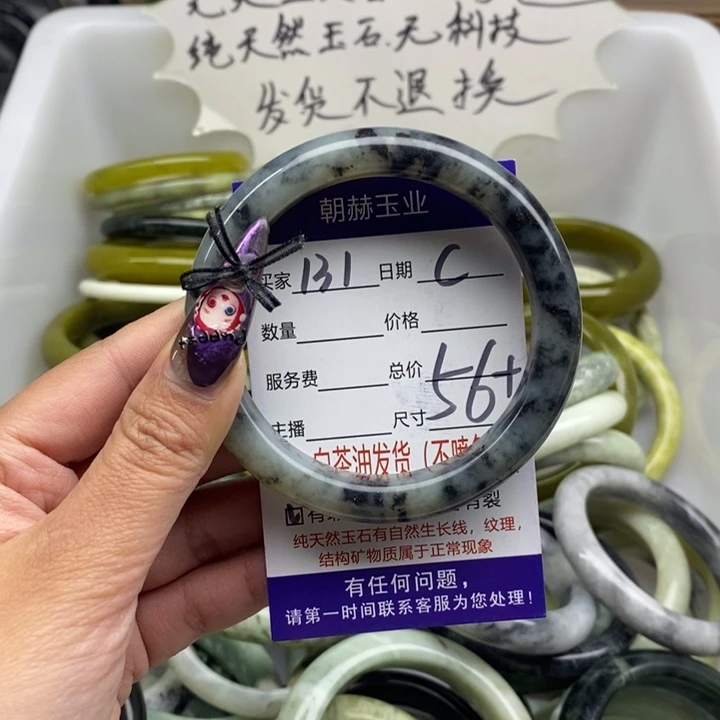 纯天然玉石.无科技
发货不退换
朝赫玉业
买家 131 日期 C
数量 价格
服务费 总价
主播 尺寸 56+
白茶油发货(不喷
有裂
纯天然玉石有自然生长线，纹理，
结构矿物质属于正常现象
有任何问题，
请第一时间联系客服为您处理！